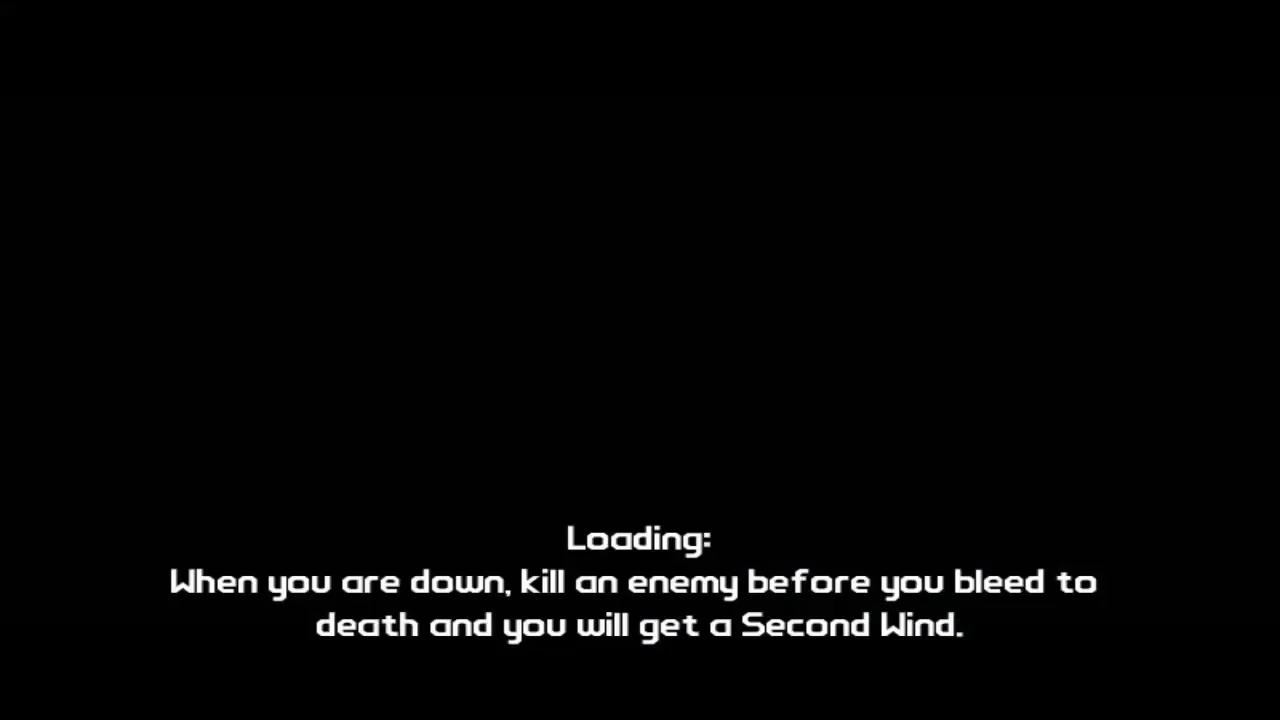 Loading:
When you are down, kill an enemy before you bleed to
death and you will get a Second Wind.